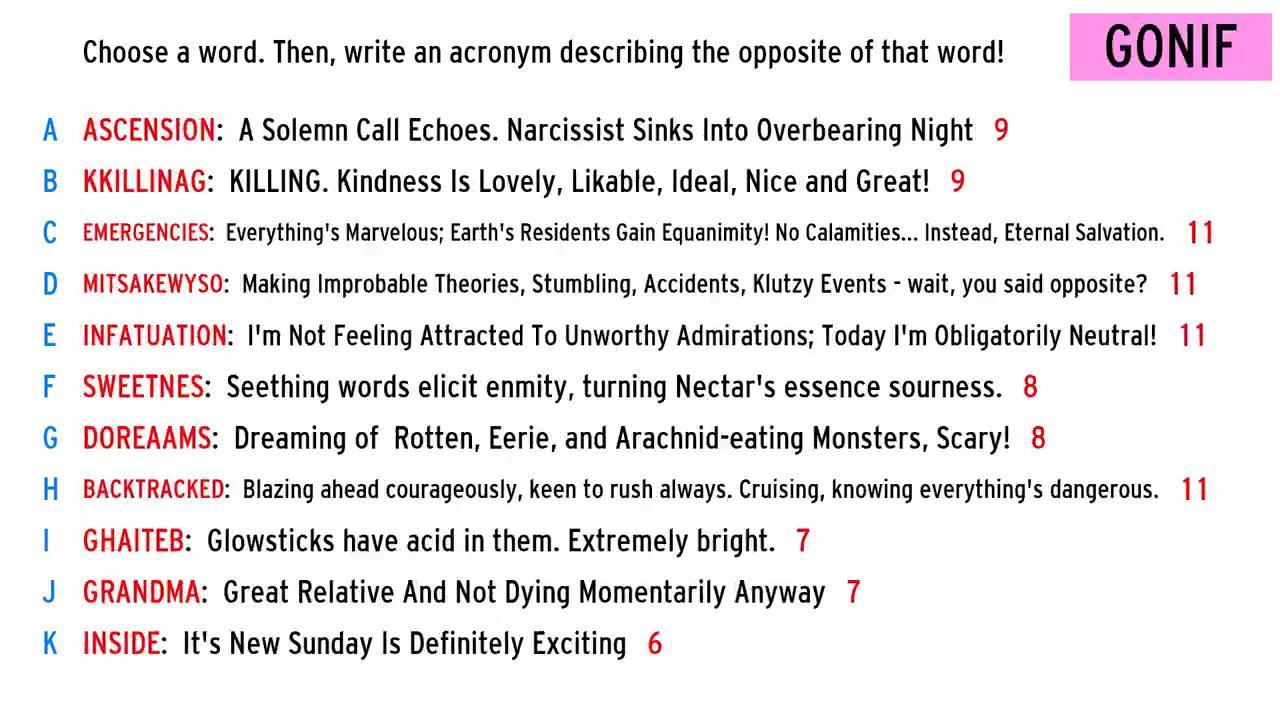 Choose a word. Then, write an acronym describing the opposite of that word!
GONIF
A ASCENSION: A Solemn Call Echoes. Narcissist Sinks Into Overbearing Night 9
B KKILLINAG: KILLING. Kindness Is Lovely, Likable, Ideal, Nice and Great! 9
C EMERGENCIES: Everything's Marvelous; Earth's Residents Gain Equanimity! No Calamities... Instead, Eternal Salvation. 11
D MITSAKEWYSO: Making Improbable Theories, Stumbling, Accidents, Klutzy Events - wait, you said opposite? 11
E INFATUATION: I'm Not Feeling Attracted To Unworthy Admirations; Today I'm Obligatorily Neutral! 11
F SWEETNES: Seething words elicit enmity, turning Nectar's essence sourness. 8
G DOREAAMS: Dreaming of Rotten, Eerie, and Arachnid-eating Monsters, Scary! 8
H BACKTRACKED: Blazing ahead courageously, keen to rush always. Cruising, knowing everything's dangerous. 11
I GHAITEB: Glowsticks have acid in them. Extremely bright. 7
J GRANDMA: Great Relative And Not Dying Momentarily Anyway 7
K INSIDE: It's New Sunday Is Definitely Exciting 6